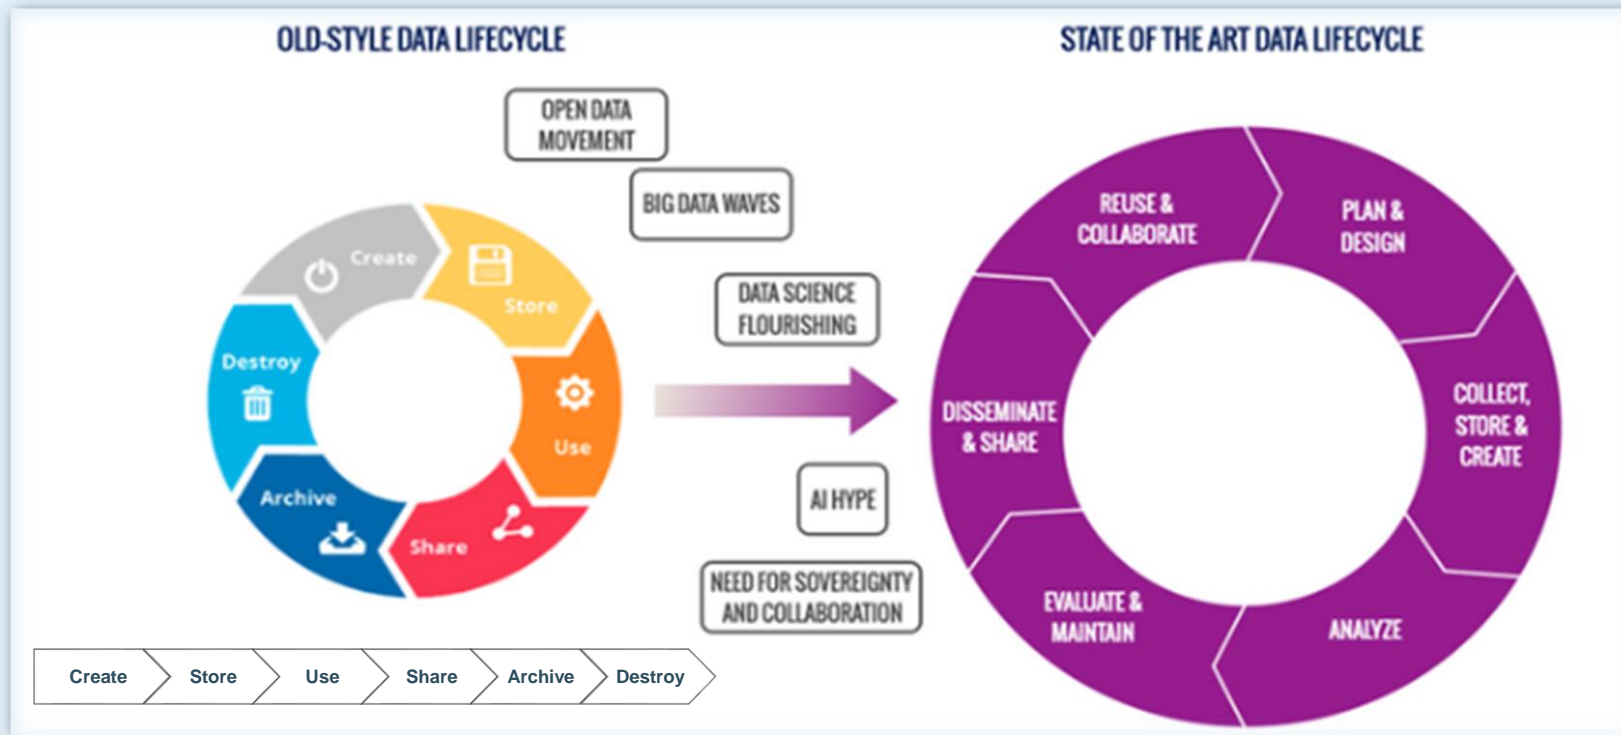 OLD-STYLE DATA LIFECYCLE
STATE OF THE ART DATA LIFECYCLE
OPEN DATA
MOVEMENT
BIG DATA WAVES
DATA SCIENCE
FLOURISHING
AI HYPE
NEED FOR SOVEREIGNTY
AND COLLABORATION
Create
Store
Use
Share
Archive
Destroy
REUSE &
COLLABORATE
PLAN &
DESIGN
COLLECT,
STORE &
CREATE
ANALYZE
EVALUATE &
MAINTAIN
DISSEMINATE
& SHARE
Create Store Use Share Archive Destroy